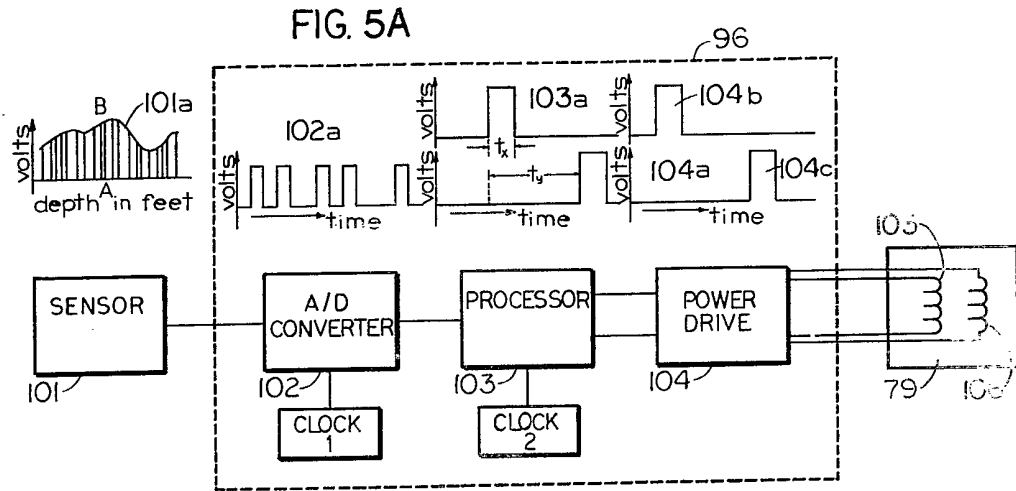 FIG. 5A
96
B
101a
volts
A
depth in feet
102a
volts
time
volts
103a
tx
volts
ty
time
volts
104b
volts
104a
104c
time
SENSOR
101
A/D
CONVERTER
102
CLOCK
1
PROCESSOR
103
CLOCK
2
POWER
DRIVE
104
79